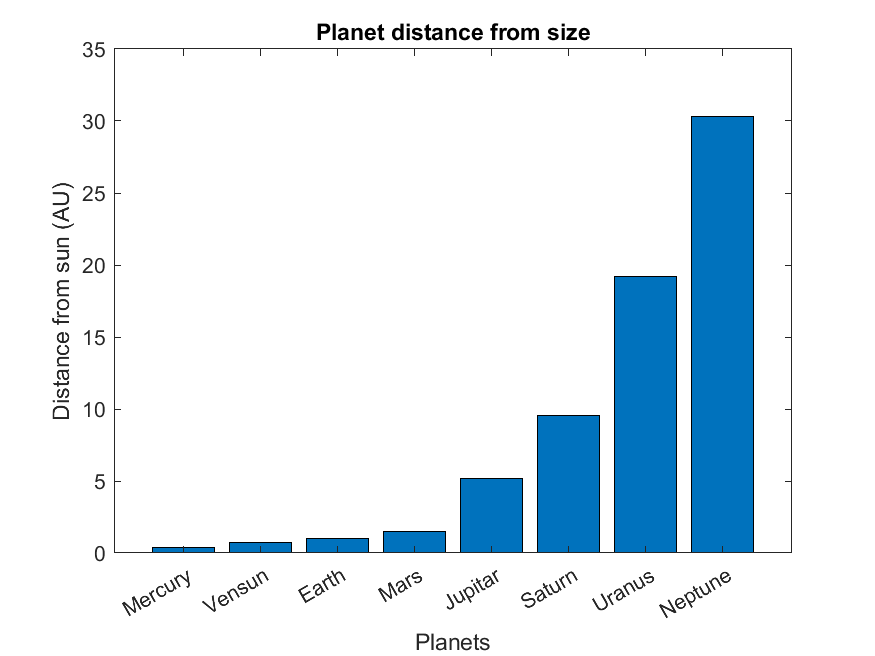 Planet distance from size
35
30
25
20
15
10
5
0
Distance from sun (AU)
Mercury
Vensun
Earth
Mars
Jupitar
Saturn
Uranus
Neptune
Planets